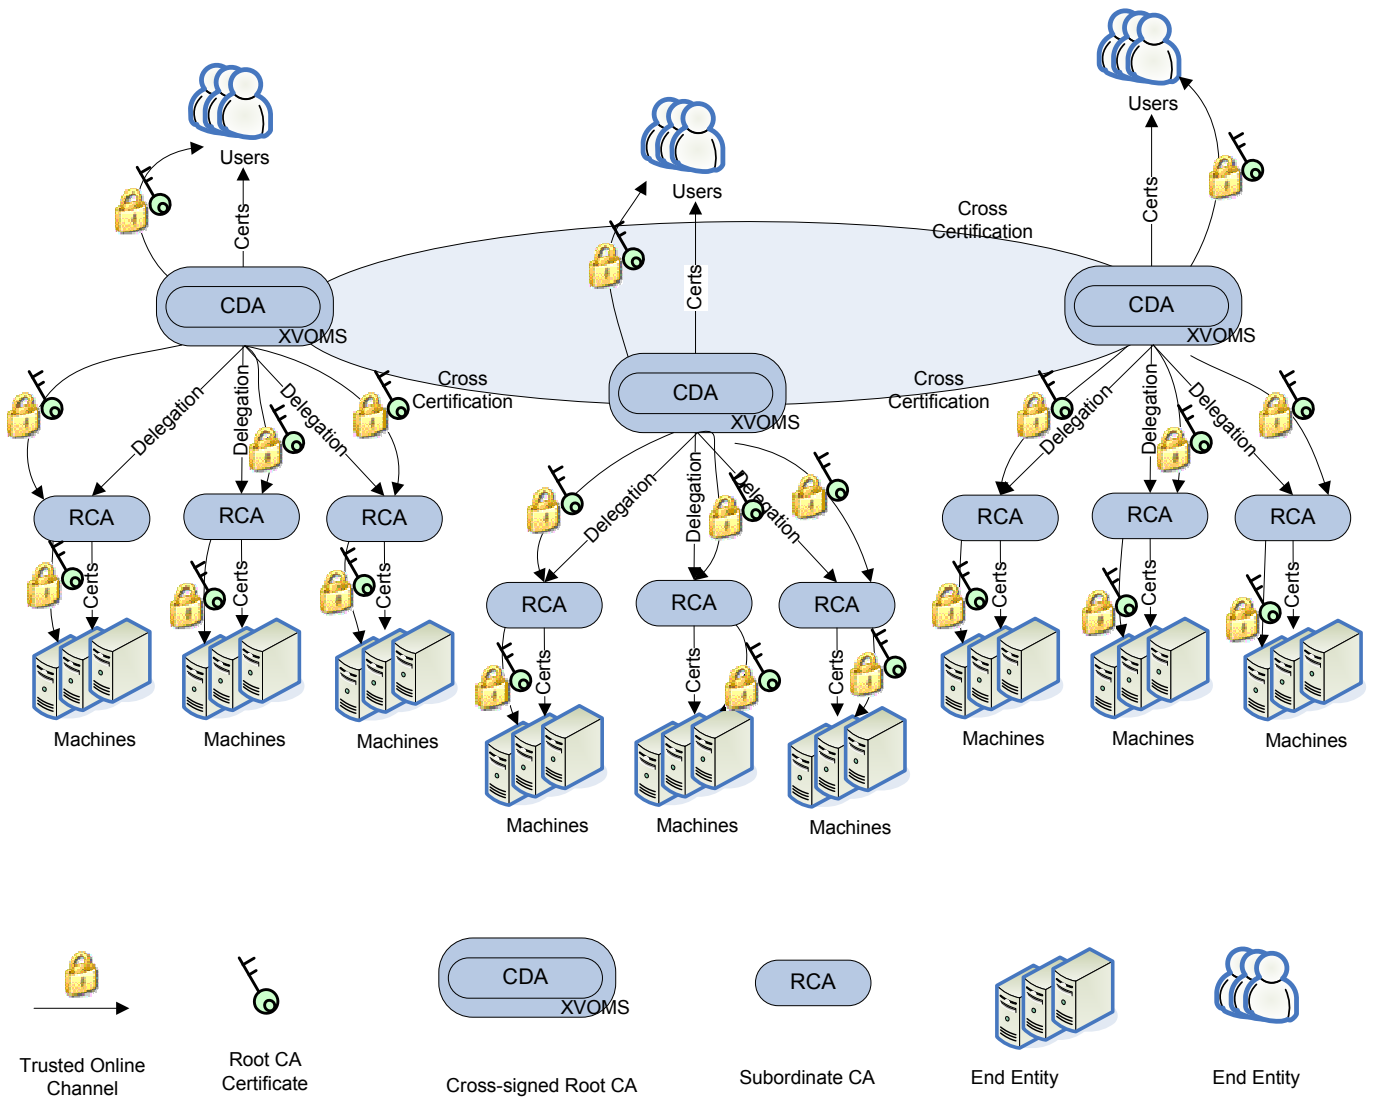 Users
Users
Users
Certs
Certs
Certs
Cross
Certification
CDA
XVOMS
CDA
XVOMS
Cross
Certification
CDA
XVOMS
Cross
Certification
Delegation
Delegation
Delegation
Delegation
Delegation
Delegation
Delegation
Delegation
Delegation
RCA
RCA
RCA
RCA
RCA
RCA
RCA
RCA
RCA
Certs
Certs
Certs
Certs
Certs
Certs
Certs
Certs
Certs
Machines
Machines
Machines
Machines
Machines
Machines
Machines
Machines
Machines
CDA
XVOMS
RCA
Trusted Online
Channel
Root CA
Certificate
Cross-signed Root CA
Subordinate CA
End Entity
End Entity